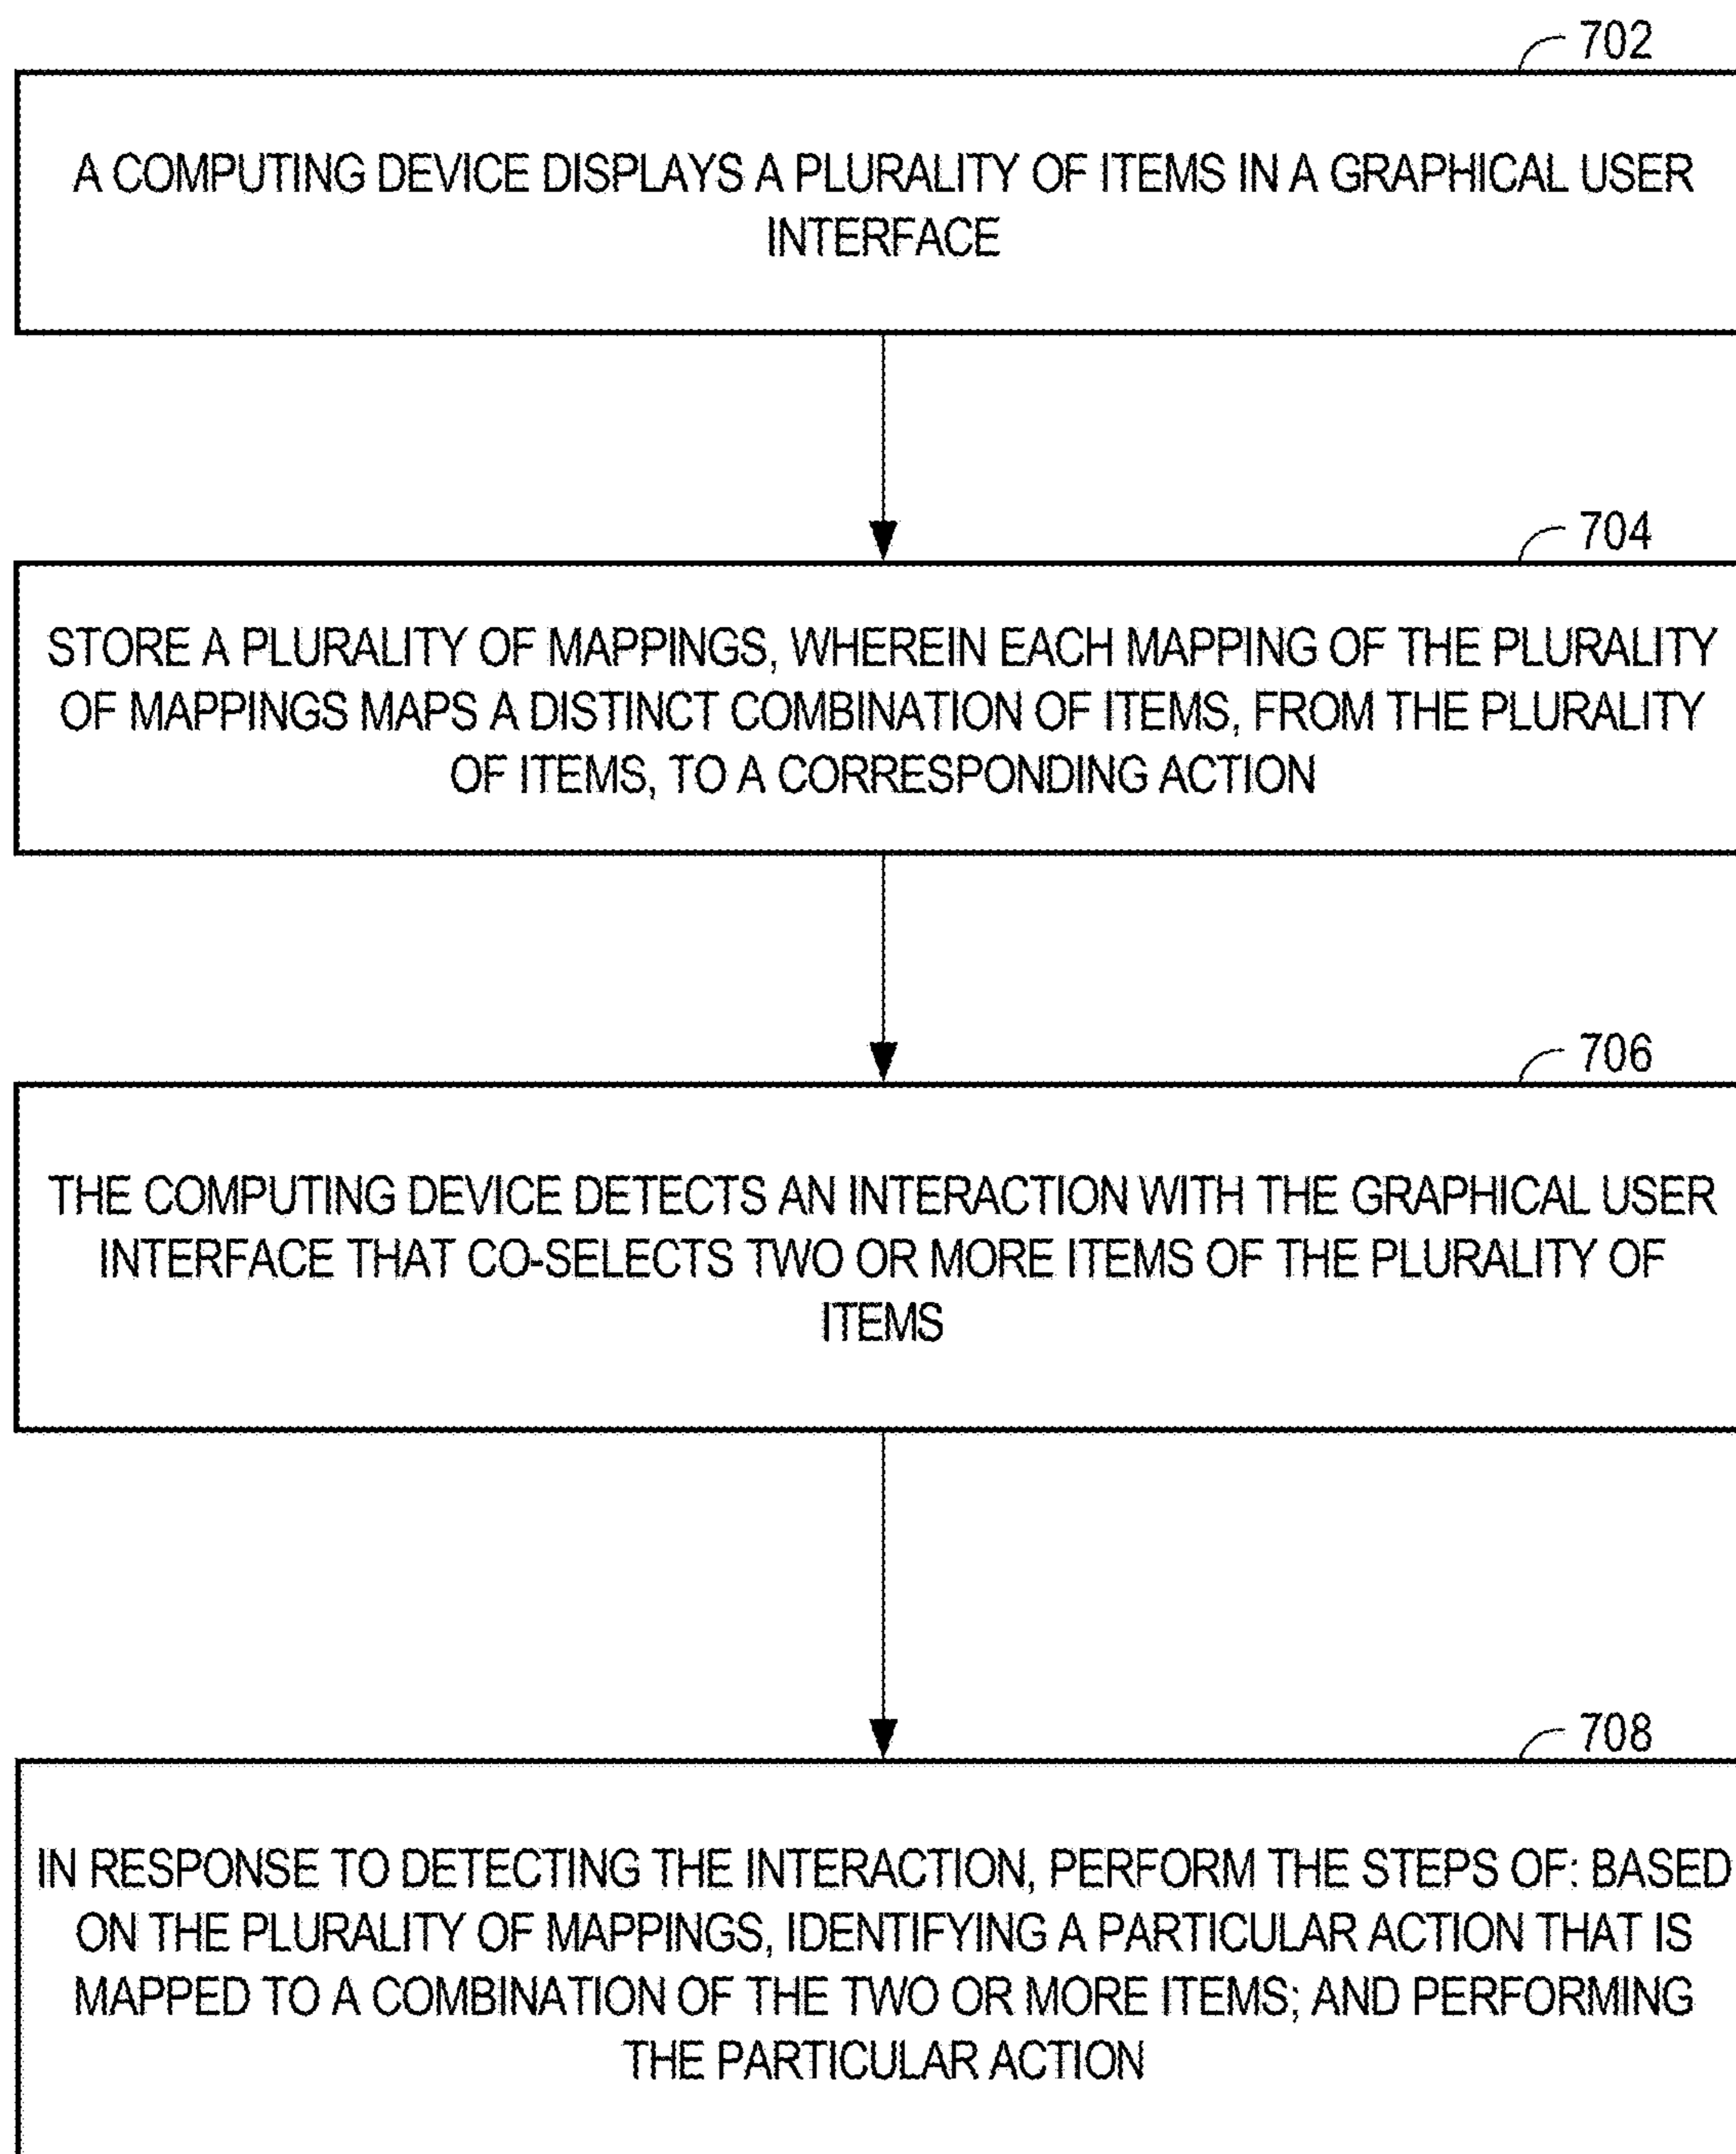 702
A COMPUTING DEVICE DISPLAYS A PLURALITY OF ITEMS IN A GRAPHICAL USER
INTERFACE
704
STORE A PLURALITY OF MAPPINGS, WHEREIN EACH MAPPING OF THE PLURALITY
OF MAPPINGS MAPS A DISTINCT COMBINATION OF ITEMS, FROM THE PLURALITY
OF ITEMS, TO A CORRESPONDING ACTION
706
THE COMPUTING DEVICE DETECTS AN INTERACTION WITH THE GRAPHICAL USER
INTERFACE THAT CO-SELECTS TWO OR MORE ITEMS OF THE PLURALITY OF
ITEMS
708
IN RESPONSE TO DETECTING THE INTERACTION, PERFORM THE STEPS OF: BASED
ON THE PLURALITY OF MAPPINGS, IDENTIFYING A PARTICULAR ACTION THAT IS
MAPPED TO A COMBINATION OF THE TWO OR MORE ITEMS; AND PERFORMING
THE PARTICULAR ACTION